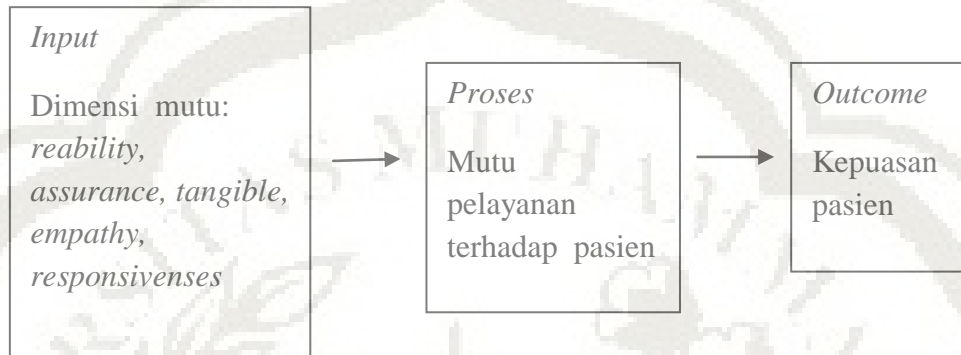 Input
Dimensi mutu:
reability,
assurance, tangible,
empathy,
responsivenses
Proses
Mutu
pelayanan
terhadap pasien
Outcome
Kepuasan
pasien